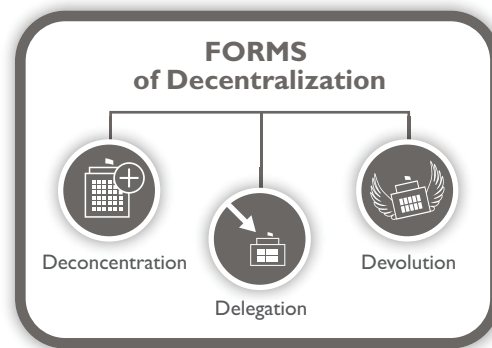 FORMS
of Decentralization
Deconcentration
Delegation
Devolution